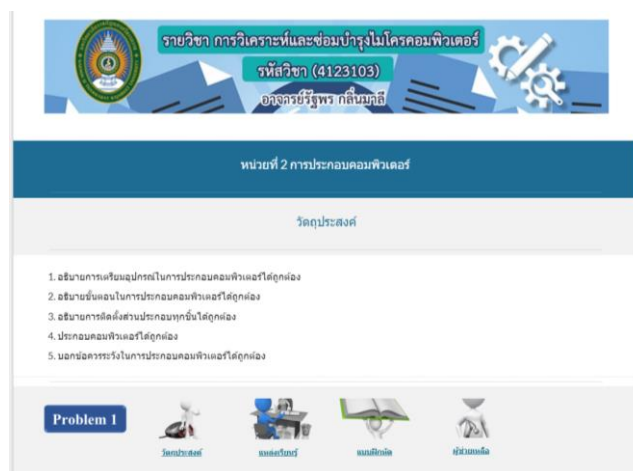 รายวิชา การวิเคราะห์และซ่อมบำรุงไมโครคอมพิวเตอร์
รหัสวิชา (4123103)
อาจารย์รัฐพร กลิ่นมาลี
หน่วยที่ 2 การประกอบคอมพิวเตอร์
วัตถุประสงค์
1. อธิบายการเตรียมอุปกรณ์ในการประกอบคอมพิวเตอร์ได้ถูกต้อง
2. อธิบายขั้นตอนในการประกอบคอมพิวเตอร์ได้ถูกต้อง
3. อธิบายการติดตั้งส่วนประกอบทุกชิ้นได้ถูกต้อง
4. ประกอบคอมพิวเตอร์ได้ถูกต้อง
5. บอกข้อควรระวังในการประกอบคอมพิวเตอร์ได้ถูกต้อง
Problem 1
วัตถุประสงค์ แหล่งเรียนรู้ แบบฝึกหัด ผู้ช่วยเหลือ